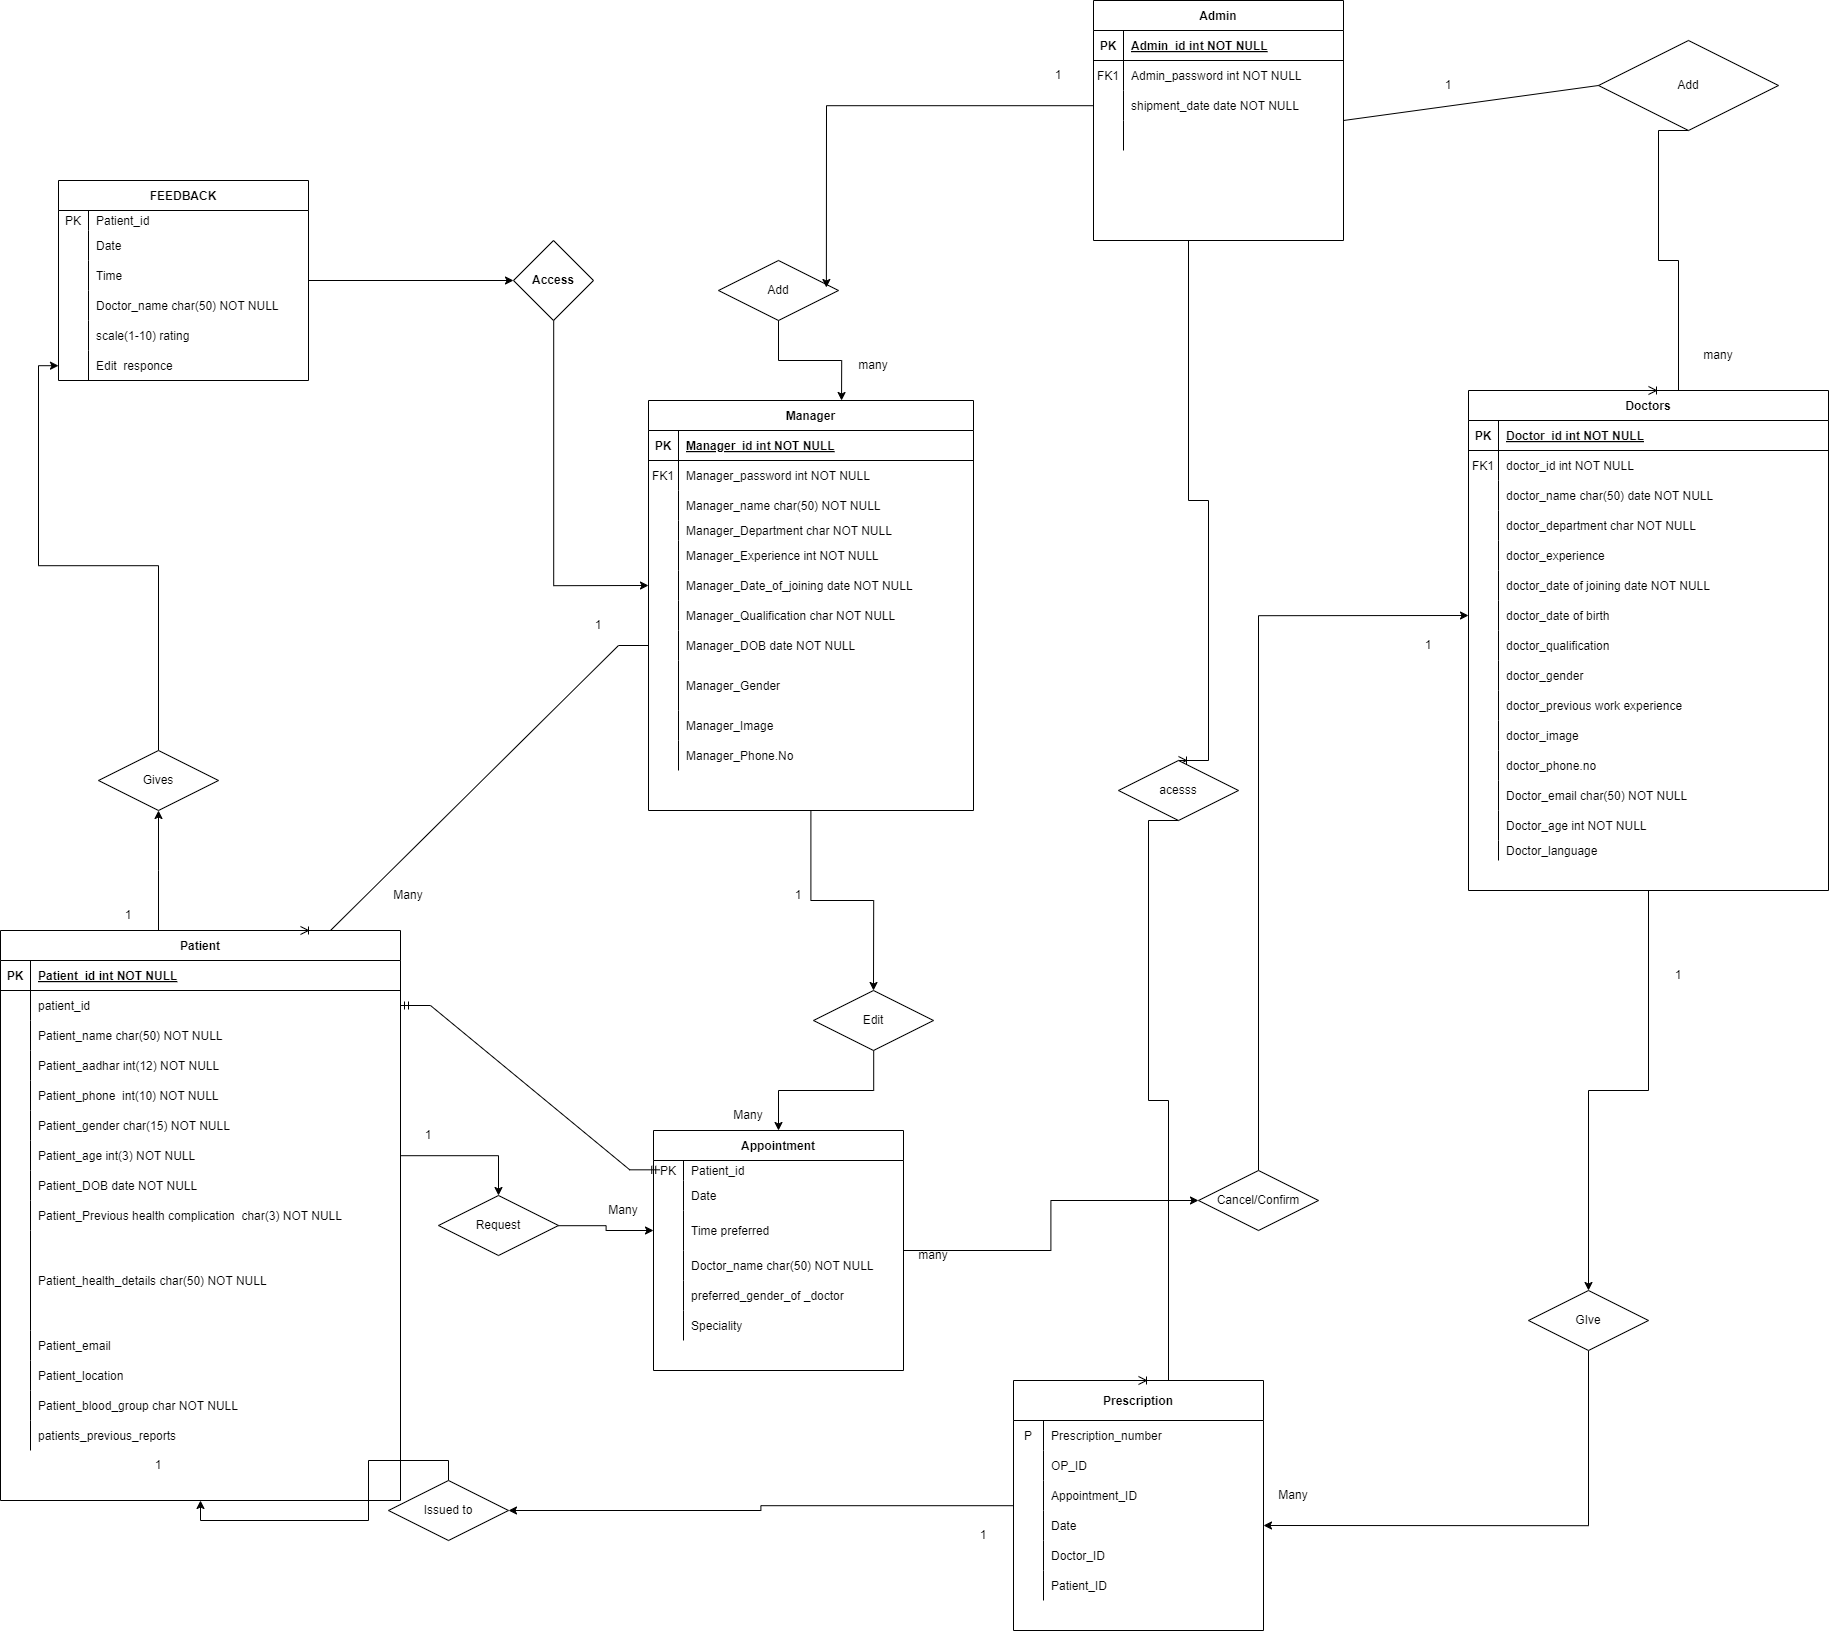 Admin
PK Admin_id int NOT NULL
FK1 Admin_password int NOT NULL
shipment_date date NOT NULL
1
1
Add
FEEDBACK
PK Patient_id
Date
Time
Doctor_name char(50) NOT NULL
scale(1-10) rating
Edit  responce
Access
Add
many
many
Manager
PK Manager_id int NOT NULL
FK1 Manager_password int NOT NULL
Manager_name char(50) NOT NULL
Manager_Department char NOT NULL
Manager_Experience int NOT NULL
Manager_Date_of_joining date NOT NULL
Manager_Qualification char NOT NULL
Manager_DOB date NOT NULL
Manager_Gender
Manager_Image
Manager_Phone.No
1
Doctors
PK Doctor_id int NOT NULL
FK1 doctor_id int NOT NULL
doctor_name char(50) date NOT NULL
doctor_department char NOT NULL
doctor_experience
doctor_date of joining date NOT NULL
doctor_date of birth
doctor_qualification
doctor_gender
doctor_previous work experience
doctor_image
doctor_phone.no
Doctor_email char(50) NOT NULL
Doctor_age int NOT NULL
Doctor_language
1
Gives
acesss
1
Many
1
1
Patient
PK Patient_id int NOT NULL
patient_id
Patient_name char(50) NOT NULL
Patient_aadhar int(12) NOT NULL
Patient_phone  int(10) NOT NULL
Patient_gender char(15) NOT NULL
Patient_age int(3) NOT NULL
Patient_DOB date NOT NULL
Patient_Previous health complication  char(3) NOT NULL
Patient_health_details char(50) NOT NULL
Patient_email
Patient_location
Patient_blood_group char NOT NULL
patients_previous_reports
1
Edit
Many
1
Request
Many
Appointment
PK Patient_id
Date
Time preferred
Doctor_name char(50) NOT NULL
preferred_gender_of _doctor
Speciality
many
Cancel/Confirm
GIve
Prescription
P Prescription_number
OP_ID
Appointment_ID
Date
Doctor_ID
Patient_ID
Many
Issued to
1